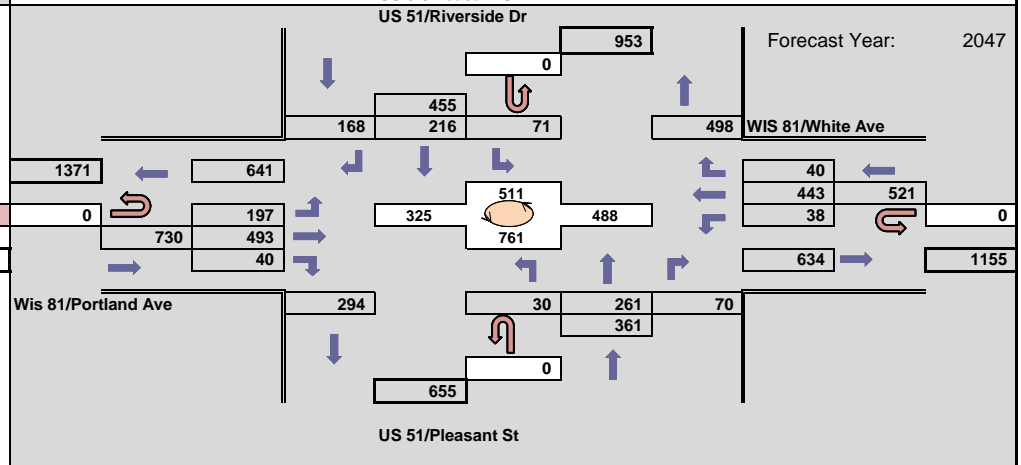 US 51/Riverside Dr
953
Forecast Year: 2047
0
455
168 216 71 498 WIS 81/White Ave
1371 641 40
511
443 521
0 197 325 488 38 0
730 493 761
40 634 1155
Wis 81/Portland Ave 294 30 261 70
361
0
655
US 51/Pleasant St